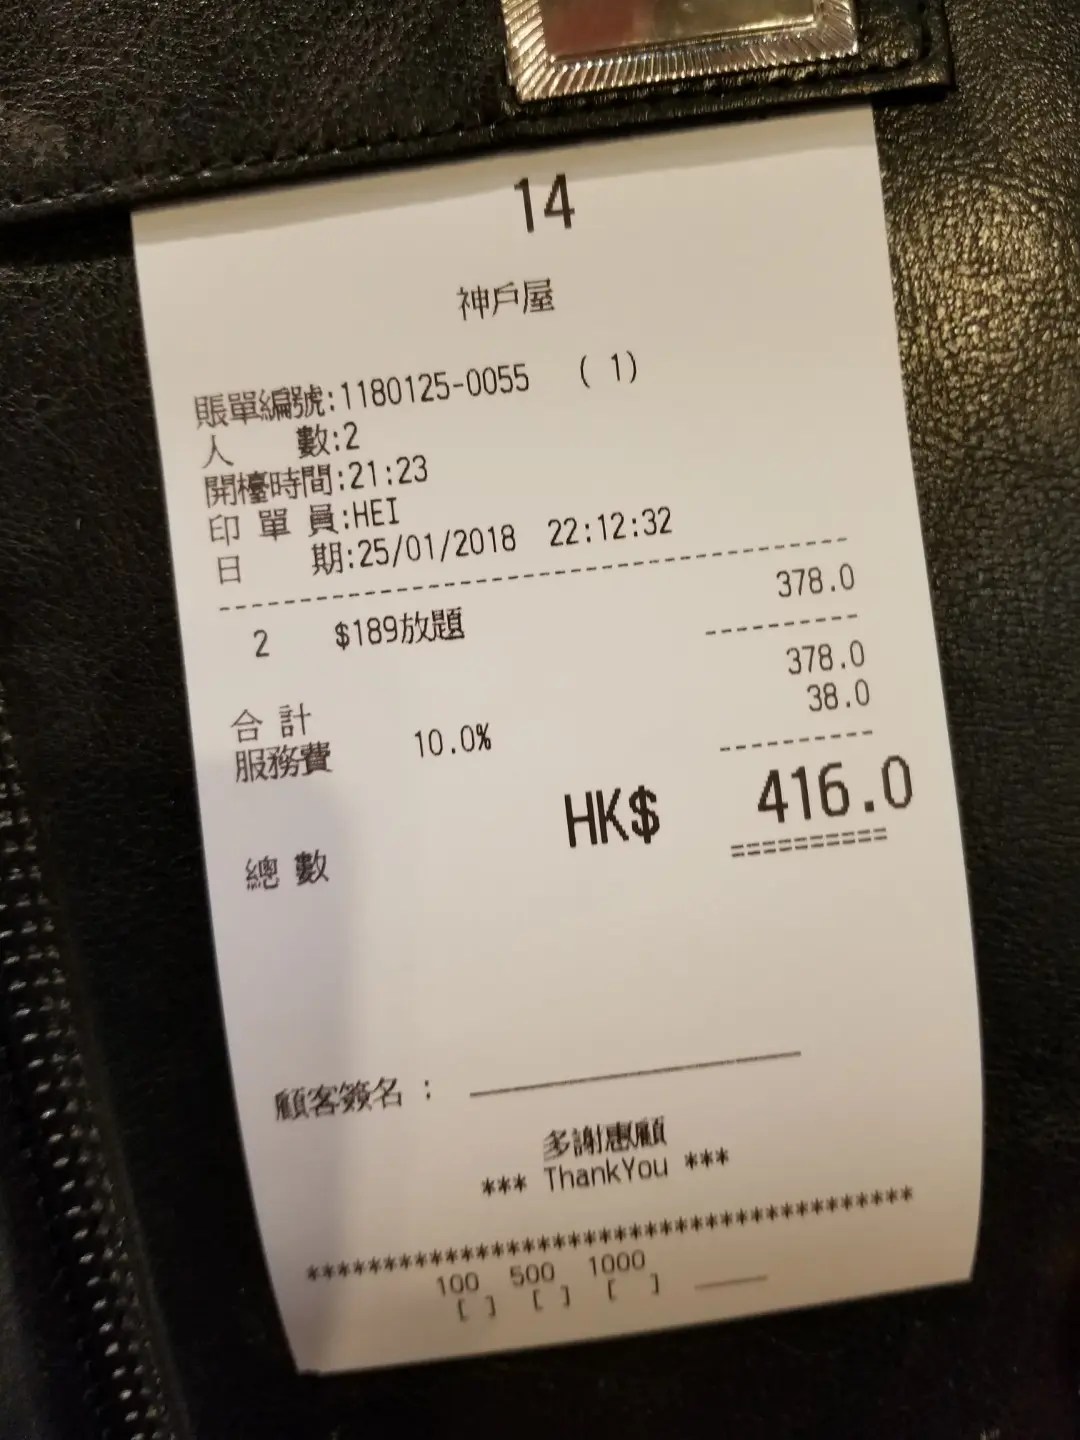 14
神戶屋
賬單編號:1180125-0055 ( 1)
人 數:2
開檯時間:21:23
印 單 員:HEI
日 期:25/01/2018 22:12:32
--------------------------------
2 $189放題 378.0
----------
合 計 378.0
服務費 10.0% 38.0
----------
總 數 HK$ 416.0
==========
顧客簽名 : ____________
多謝惠顧
*** ThankYou ***
****************************************
100 500 1000
[ ] [ ] [ ] ____